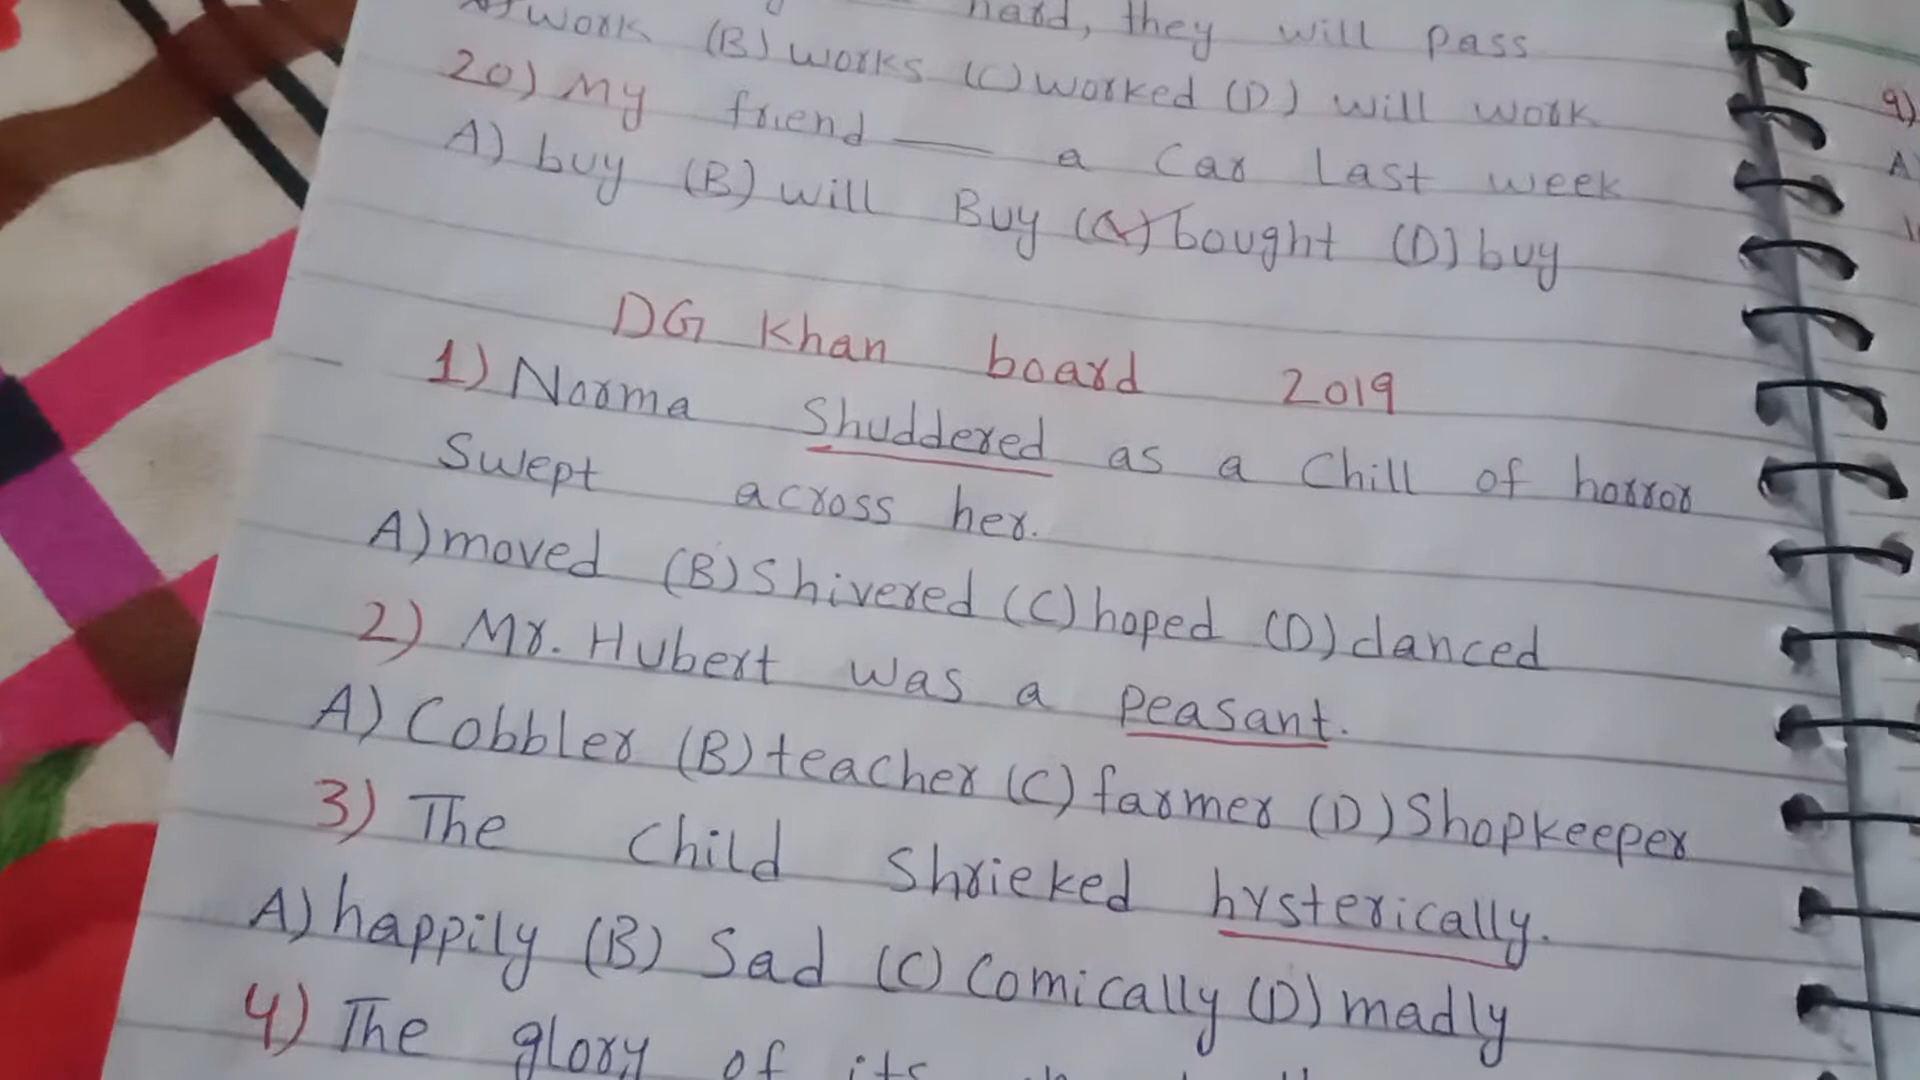 hard, they will pass
work (B) works (C) worked (D) will work
20) My friend — a Car Last week
A) buy (B) will Buy (C) bought (D) buy
DG Khan board 2019
1) Norma Shuddered as a Chill of horror
Swept across her.
A) moved (B) Shivered (C) hoped (D) danced
2) Mr. Hubert was a peasant.
A) Cobbler (B) teacher (C) farmer (D) Shopkeeper
3) The Child Shrieked hysterically.
A) happily (B) Sad (C) Comically (D) madly
4) The glory of its
9)
A)